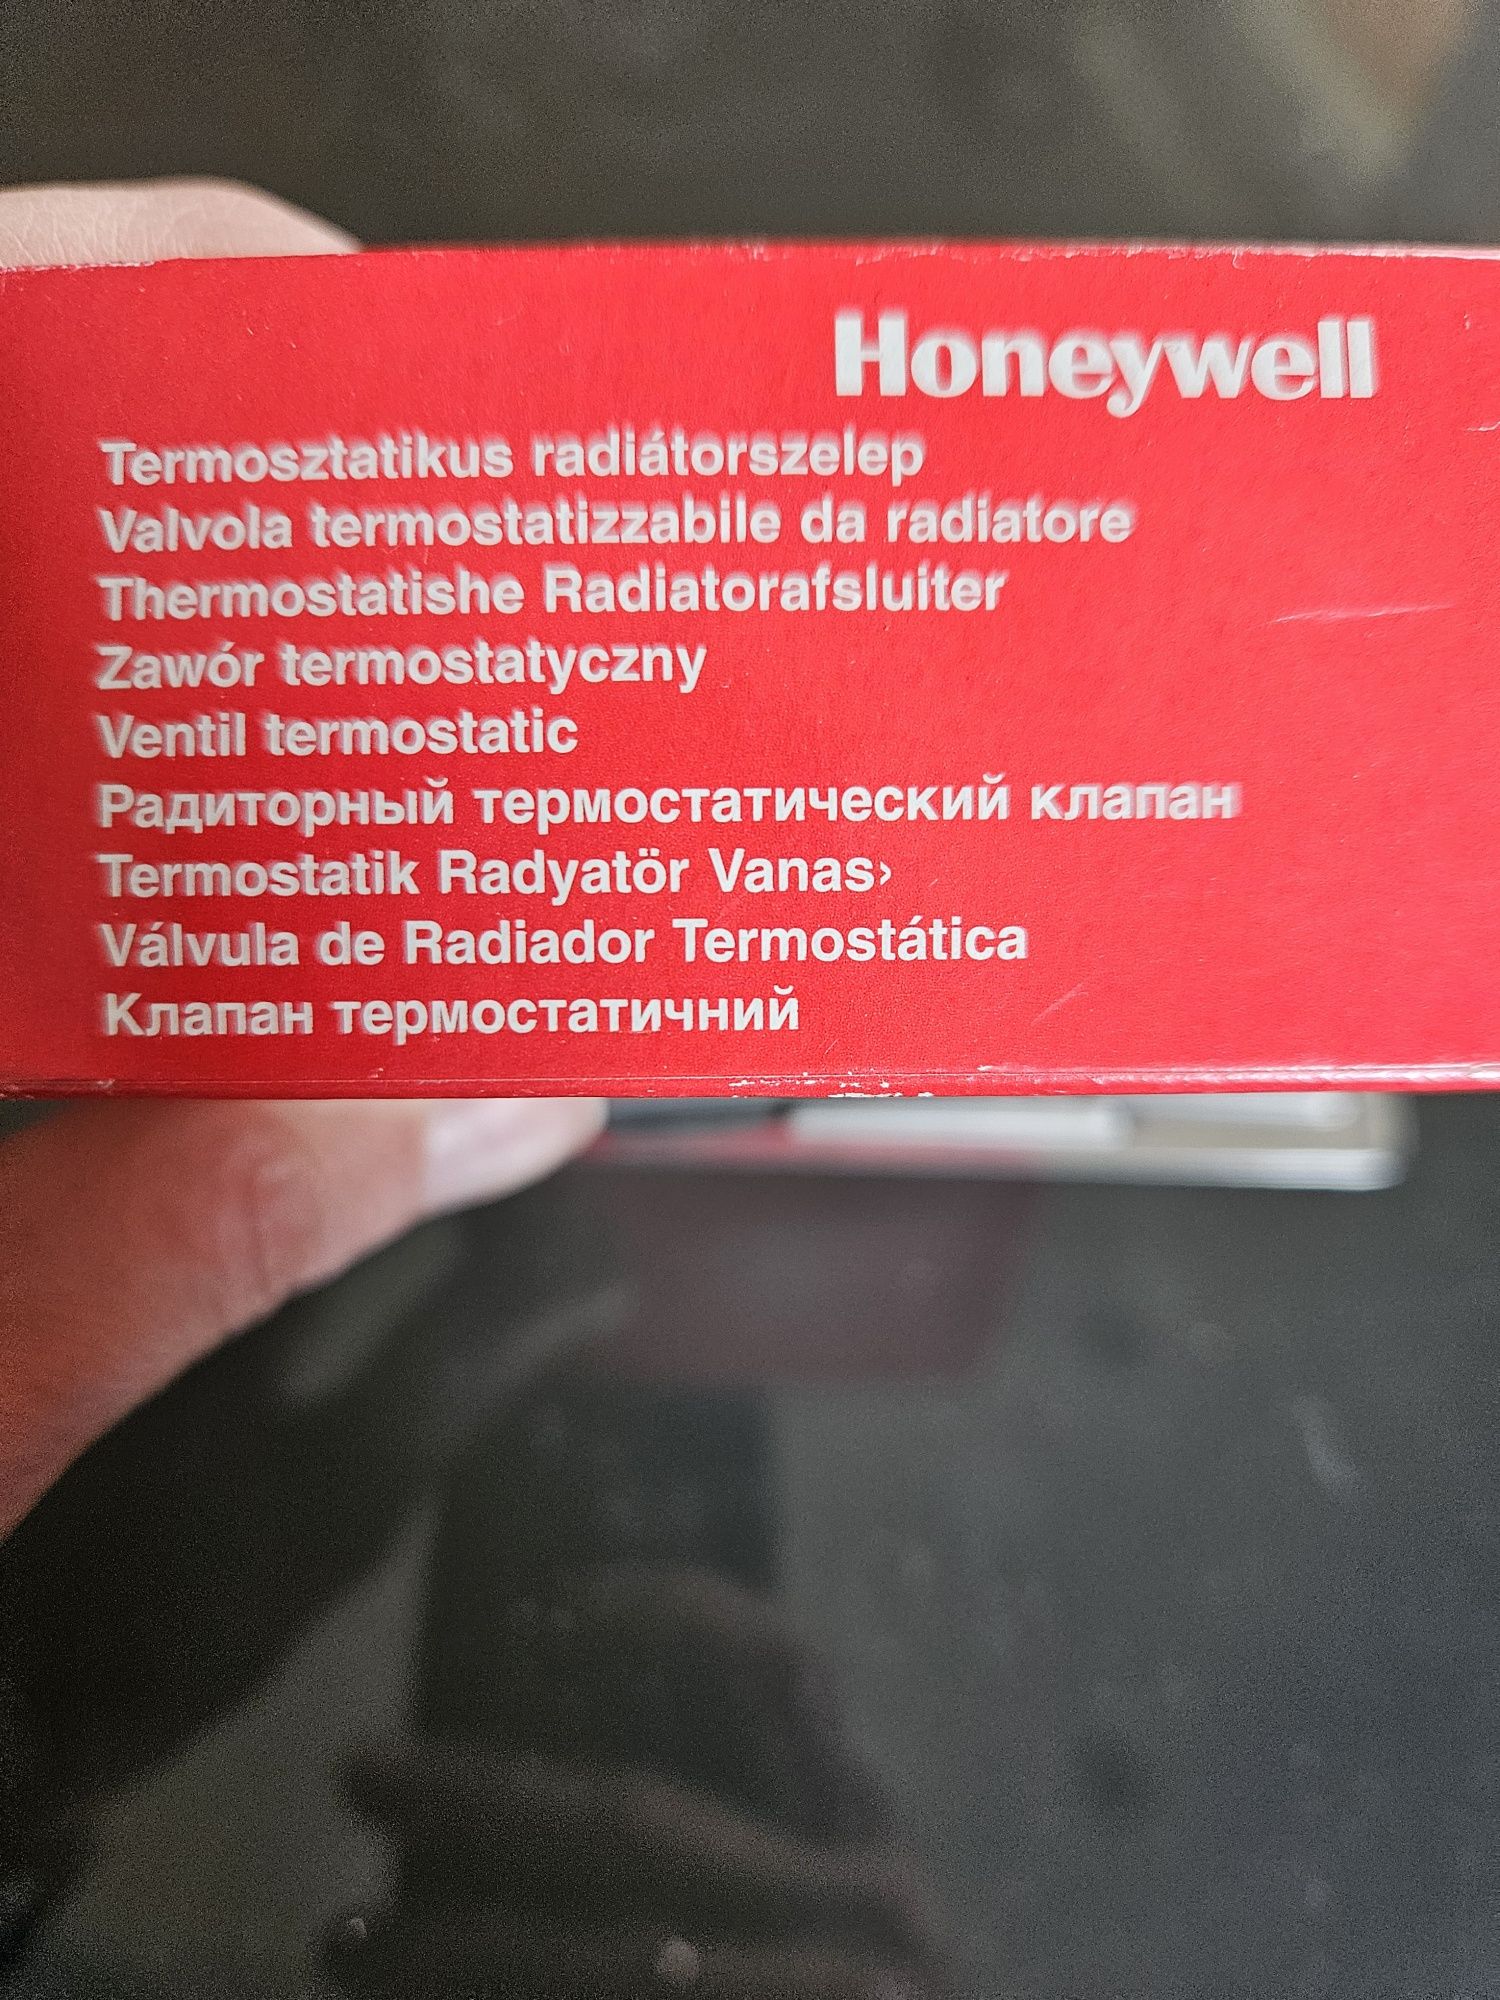 Honeywell
Termosztatikus radiátorszelep
Valvola termostatizzabile da radiatore
Thermostatishe Radiatorafsluiter
Zawór termostatyczny
Ventil termostatic
Радиторный термостатический клапан
Termostatik Radyatör Vanas›
Válvula de Radiador Termostática
Клапан термостатичний